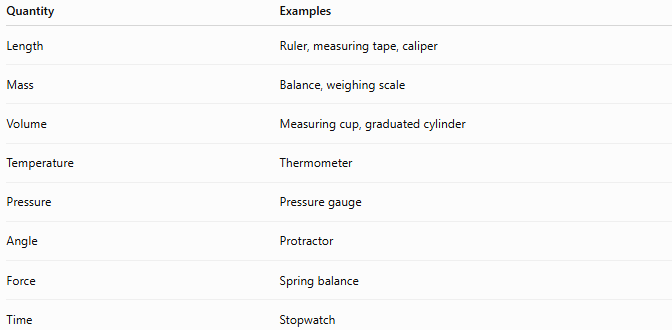 Quantity Examples
Length Ruler, measuring tape, caliper
Mass Balance, weighing scale
Volume Measuring cup, graduated cylinder
Temperature Thermometer
Pressure Pressure gauge
Angle Protractor
Force Spring balance
Time Stopwatch